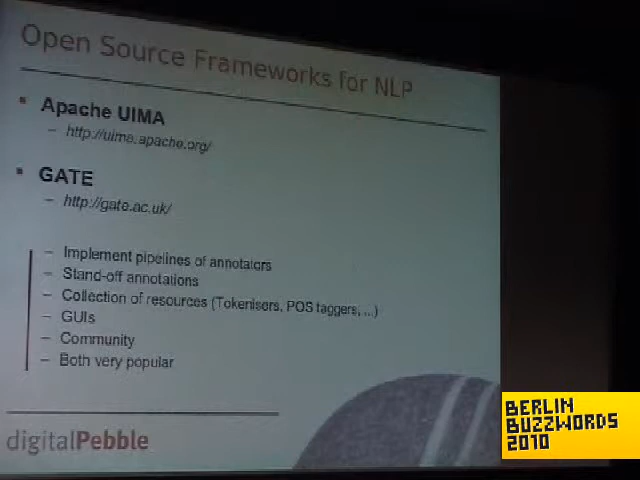 Open Source Frameworks for NLP
Apache UIMA
– http://uima.apache.org/
GATE
– http://gate.ac.uk/
– Implement pipelines of annotators
– Stand-off annotations
– Collection of resources (Tokenisers, POS taggers, ...)
– GUIs
– Community
– Both very popular
digitalPebble
BERLIN
BUZZWORDS
2010